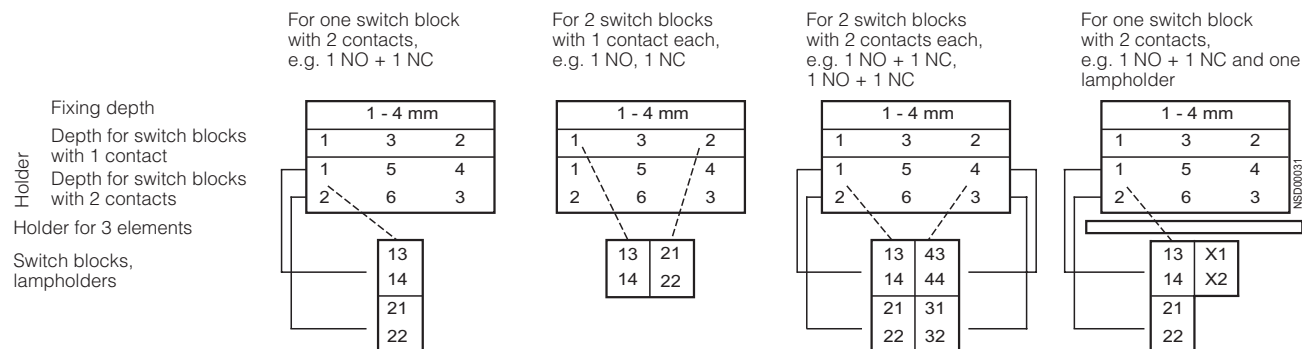 For one switch block
with 2 contacts,
e.g. 1 NO + 1 NC
For 2 switch blocks
with 1 contact each,
e.g. 1 NO, 1 NC
For 2 switch blocks
with 2 contacts each,
e.g. 1 NO + 1 NC,
1 NO + 1 NC
For one switch block
with 2 contacts,
e.g. 1 NO + 1 NC and one
lampholder
Holder
Fixing depth
Depth for switch blocks
with 1 contact
Depth for switch blocks
with 2 contacts
Holder for 3 elements
Switch blocks,
lampholders
1 - 4 mm
1 3 2
1 5 4
2 6 3
13
14
21
22
1 - 4 mm
1 3 2
1 5 4
2 6 3
13 21
14 22
1 - 4 mm
1 3 2
1 5 4
2 6 3
13 43
14 44
21 31
22 32
1 - 4 mm
1 3 2
1 5 4
2 6 3
13 X1
14 X2
21
22
NSD00031